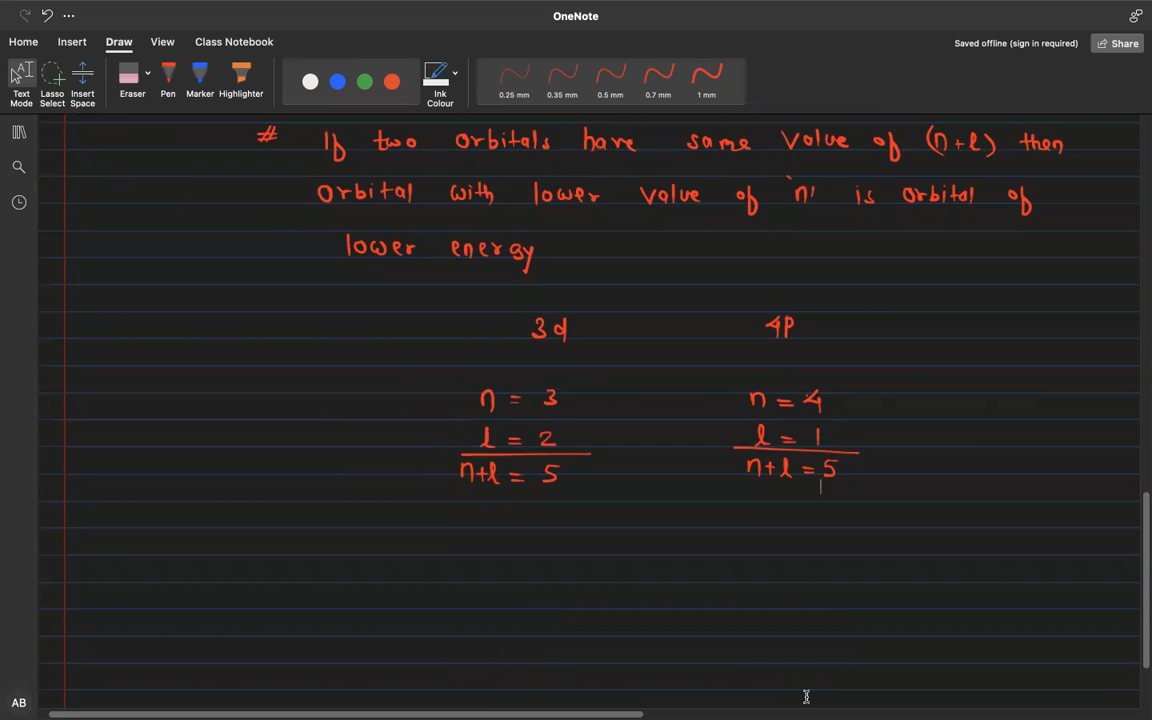 OneNote
Home Insert Draw View Class Notebook
Saved offline (sign in required) Share
Text Mode
Lasso Select
Insert Space
Eraser
Pen
Marker
Highlighter
Ink Colour
0.25 mm 0.35 mm 0.5 mm 0.7 mm 1 mm
# If two orbitals have same value of (n+l) then
orbital with lower value of 'n' is orbital of
lower energy
3d 4p
n = 3 n = 4
l = 2 l = 1
n+l = 5 n+l = 5
AB